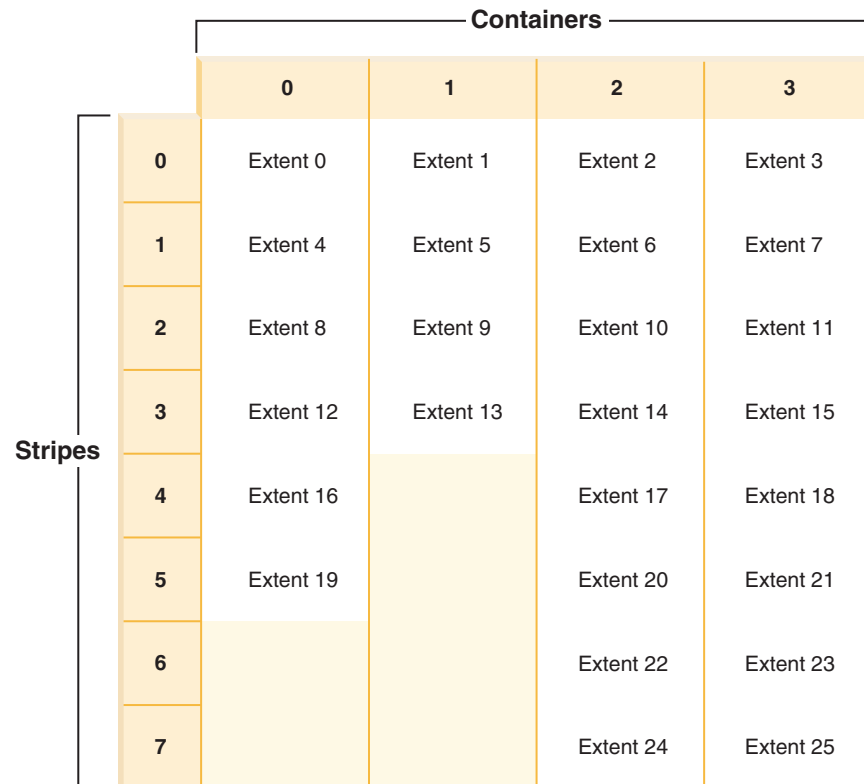 Containers
0 1 2 3
0 Extent 0 Extent 1 Extent 2 Extent 3
1 Extent 4 Extent 5 Extent 6 Extent 7
2 Extent 8 Extent 9 Extent 10 Extent 11
3 Extent 12 Extent 13 Extent 14 Extent 15
Stripes
4 Extent 16 Extent 17 Extent 18
5 Extent 19 Extent 20 Extent 21
6 Extent 22 Extent 23
7 Extent 24 Extent 25